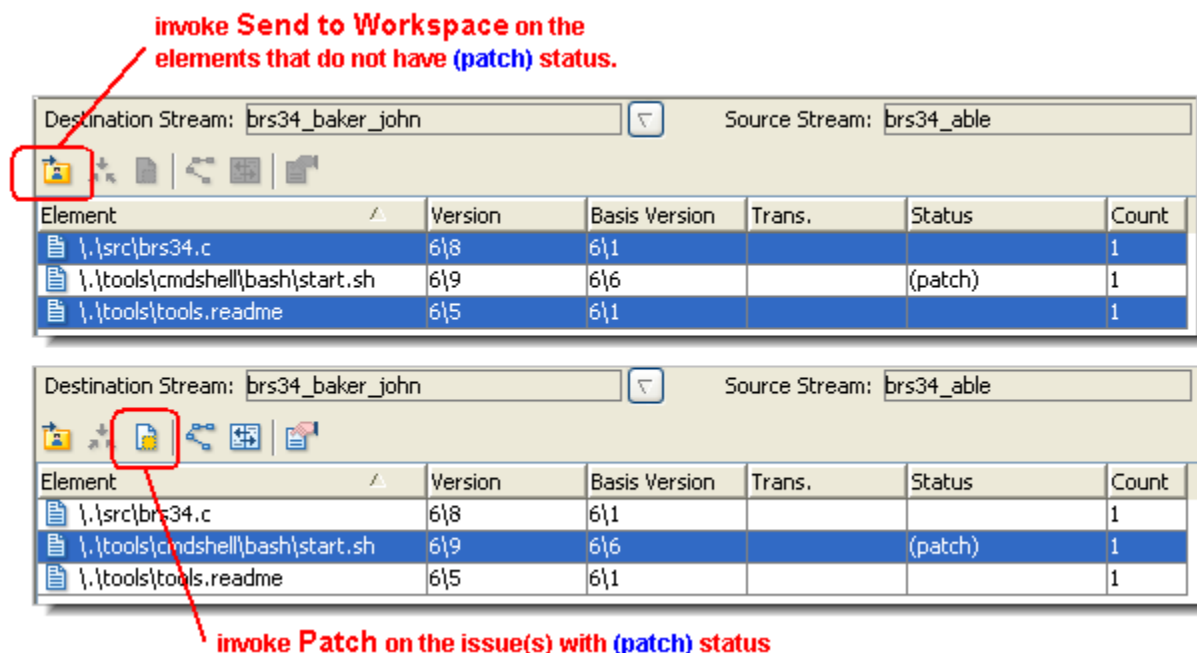 invoke Send to Workspace on the
elements that do not have (patch) status.
Destination Stream: brs34_baker_john Source Stream: brs34_able
Element Version Basis Version Trans. Status Count
\.\src\brs34.c 6\8 6\1 1
\.\tools\cmdshell\bash\start.sh 6\9 6\6 (patch) 1
\.\tools\tools.readme 6\5 6\1 1
Destination Stream: brs34_baker_john Source Stream: brs34_able
Element Version Basis Version Trans. Status Count
\.\src\brs34.c 6\8 6\1 1
\.\tools\cmdshell\bash\start.sh 6\9 6\6 (patch) 1
\.\tools\tools.readme 6\5 6\1 1
invoke Patch on the issue(s) with (patch) status